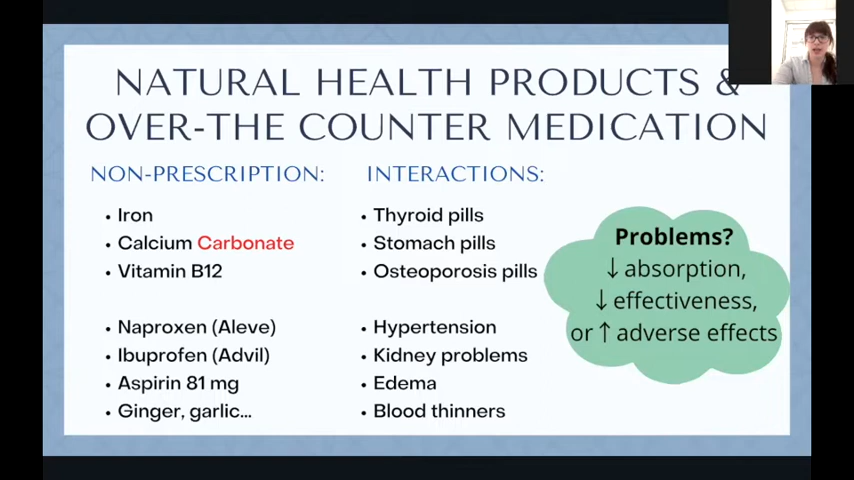 NATURAL HEALTH PRODUCTS &
OVER-THE COUNTER MEDICATION
NON-PRESCRIPTION:
• Iron
• Calcium Carbonate
• Vitamin B12
• Naproxen (Aleve)
• Ibuprofen (Advil)
• Aspirin 81 mg
• Ginger, garlic...
INTERACTIONS:
• Thyroid pills
• Stomach pills
• Osteoporosis pills
• Hypertension
• Kidney problems
• Edema
• Blood thinners
Problems?
↓ absorption,
↓ effectiveness,
or ↑ adverse effects